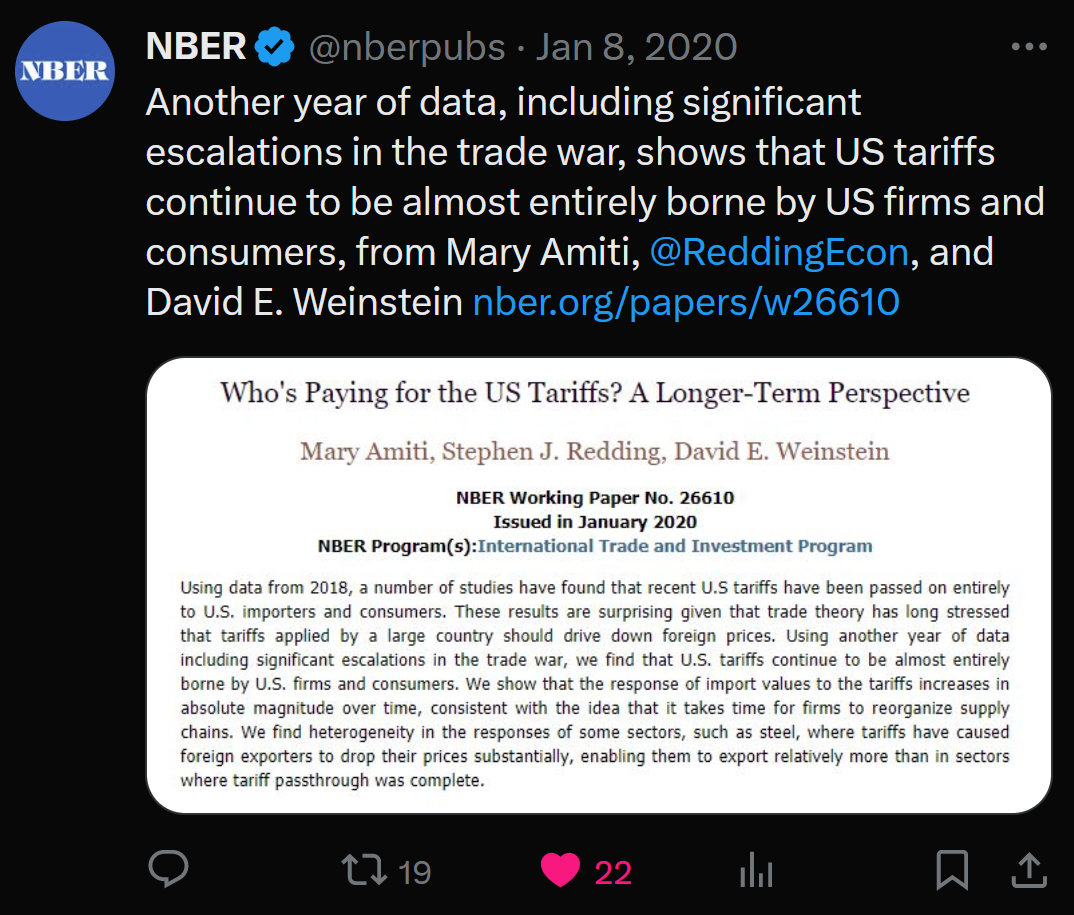 NBER
NBER @nberpubs · Jan 8, 2020
Another year of data, including significant
escalations in the trade war, shows that US tariffs
continue to be almost entirely borne by US firms and
consumers, from Mary Amiti, @ReddingEcon, and
David E. Weinstein nber.org/papers/w26610
Who's Paying for the US Tariffs? A Longer-Term Perspective
Mary Amiti, Stephen J. Redding, David E. Weinstein
NBER Working Paper No. 26610
Issued in January 2020
NBER Program(s):International Trade and Investment Program
Using data from 2018, a number of studies have found that recent U.S tariffs have been passed on entirely
to U.S. importers and consumers. These results are surprising given that trade theory has long stressed
that tariffs applied by a large country should drive down foreign prices. Using another year of data
including significant escalations in the trade war, we find that U.S. tariffs continue to be almost entirely
borne by U.S. firms and consumers. We show that the response of import values to the tariffs increases in
absolute magnitude over time, consistent with the idea that it takes time for firms to reorganize supply
chains. We find heterogeneity in the responses of some sectors, such as steel, where tariffs have caused
foreign exporters to drop their prices substantially, enabling them to export relatively more than in sectors
where tariff passthrough was complete.
19 22